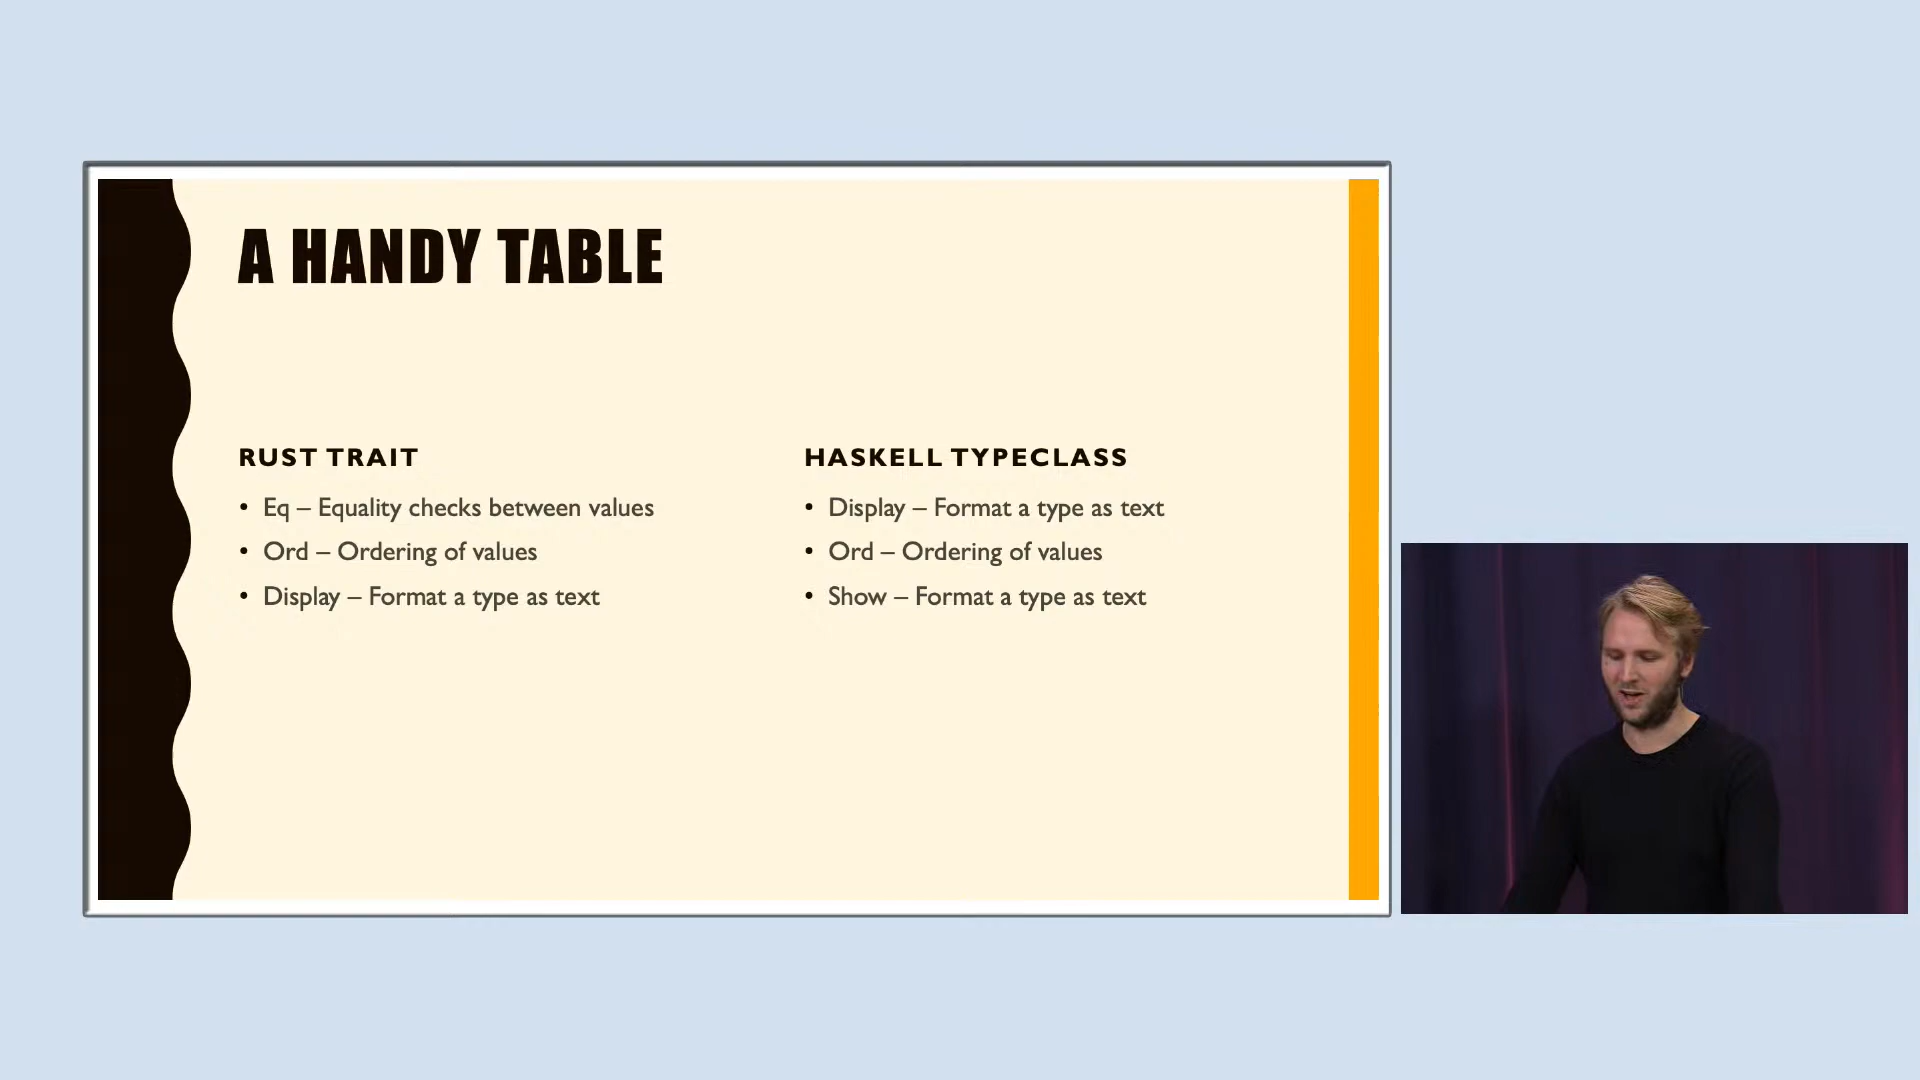 A HANDY TABLE
RUST TRAIT
• Eq – Equality checks between values
• Ord – Ordering of values
• Display – Format a type as text
HASKELL TYPECLASS
• Display – Format a type as text
• Ord – Ordering of values
• Show – Format a type as text